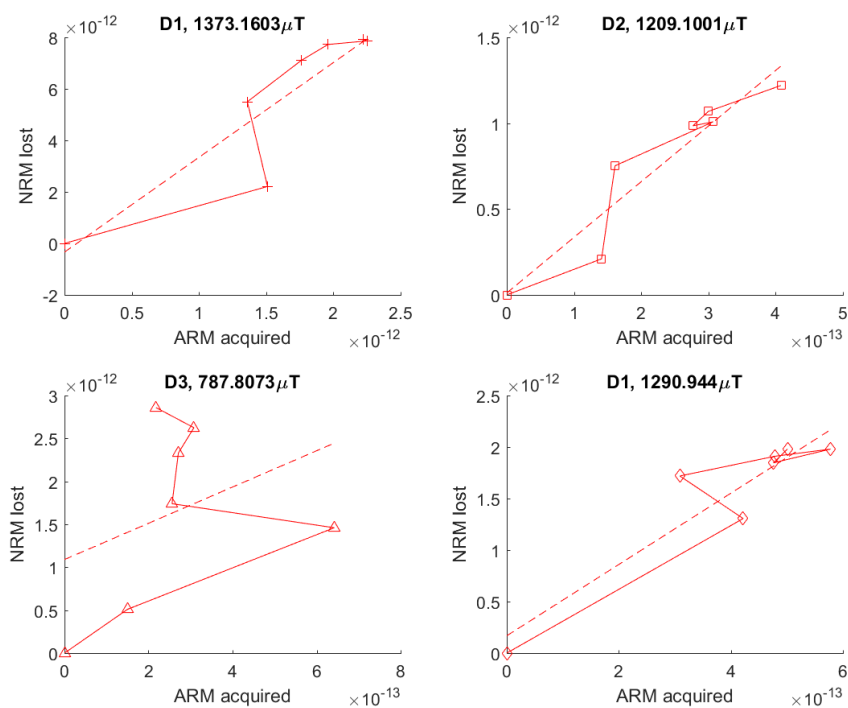 D1, 1373.1603μT
×10⁻¹²
8
6
4
2
0
-2
NRM lost
0 0.5 1 1.5 2 2.5
ARM acquired ×10⁻¹²
D2, 1209.1001μT
×10⁻¹²
1.5
1
0.5
0
NRM lost
0 1 2 3 4 5
ARM acquired ×10⁻¹³
D3, 787.8073μT
×10⁻¹²
3
2.5
2
1.5
1
0.5
0
NRM lost
0 2 4 6 8
ARM acquired ×10⁻¹³
D1, 1290.944μT
×10⁻¹²
2.5
2
1.5
1
0.5
0
NRM lost
0 2 4 6
ARM acquired ×10⁻¹³